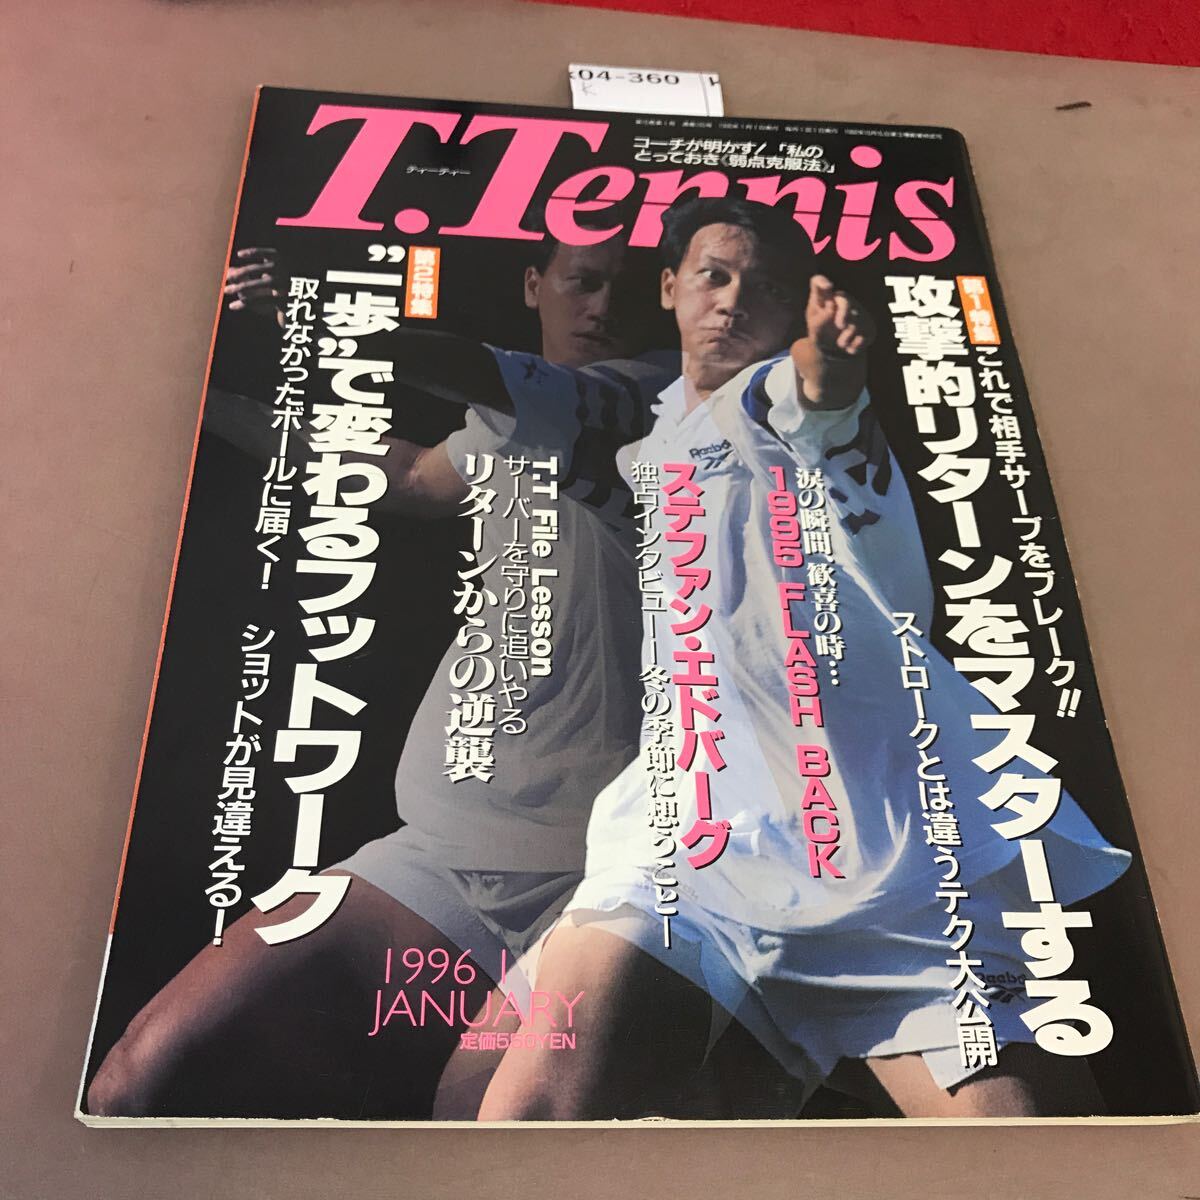 04-360
K
コーチが明かす!「私の
とっておき《弱点克服法》」
T.Tennis
ティーティー
第1特集
これで相手サーブをブレーク!!
攻撃的リターンをマスターする
ストロークとは違うテク大公開
涙の瞬間、歓喜の時…
1995 FLASH BACK
ステファン・エドバーグ
独占インタビュー冬の季節に想うこと
T.T File Lesson
サーバーを守りに追いやる
リターンからの逆襲
第2特集
"一歩"で変わるフットワーク
取れなかったボールに届く!
ショットが見違える!
Reebok
Reebok
1996 1
JANUARY
定価550YEN